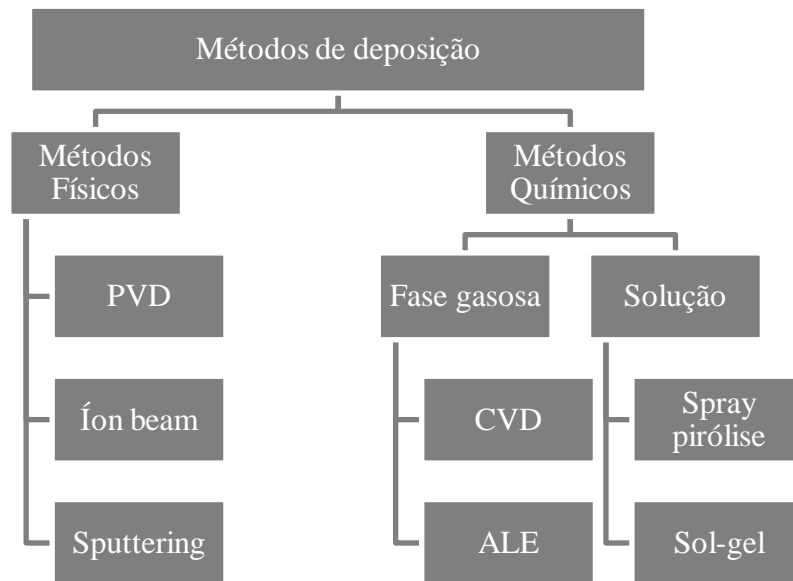 Métodos de deposição
Métodos
Físicos
PVD
Íon beam
Sputtering
Métodos
Químicos
Fase gasosa
CVD
ALE
Solução
Spray
pirólise
Sol-gel